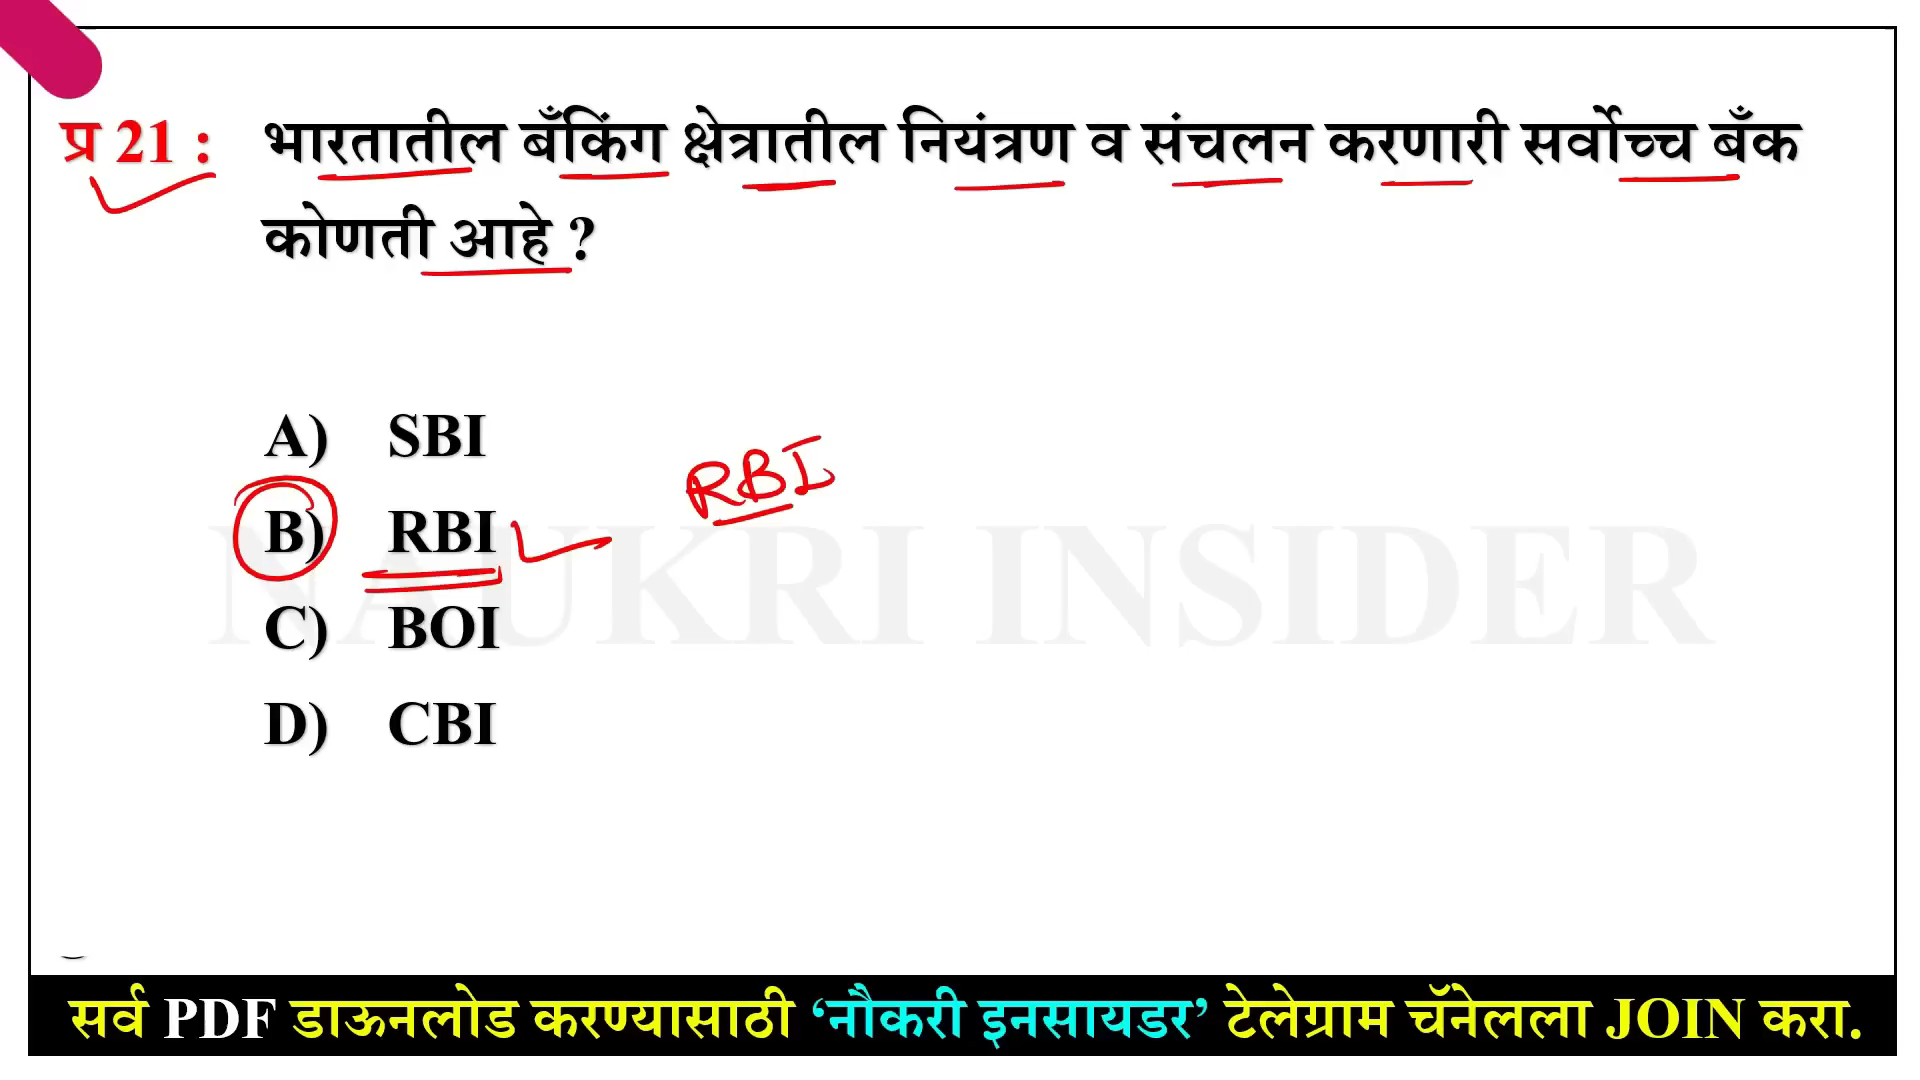 प्र 21 : भारतातील बँकिंग क्षेत्रातील नियंत्रण व संचलन करणारी सर्वोच्च बँक
कोणती आहे ?
A) SBI
RBI
B) RBI
NAUKRI INSIDER
C) BOI
D) CBI
सर्व PDF डाऊनलोड करण्यासाठी ‘नौकरी इनसायडर’ टेलेग्राम चॅनेलला JOIN करा.